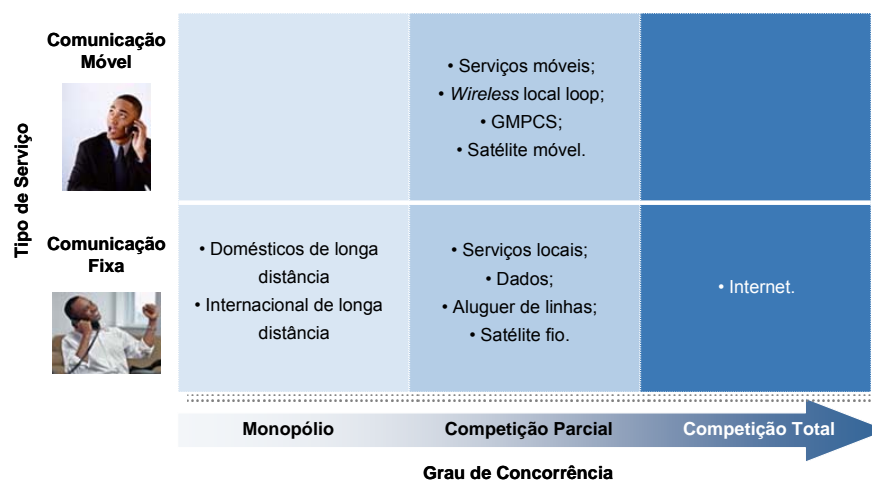 Comunicação
Móvel
• Serviços móveis;
• Wireless local loop;
• GMPCS;
• Satélite móvel.
Tipo de Serviço
Comunicação
Fixa
• Domésticos de longa
distância
• Internacional de longa
distância
• Serviços locais;
• Dados;
• Aluguer de linhas;
• Satélite fio.
• Internet.
Monopólio
Competição Parcial
Competição Total
Grau de Concorrência